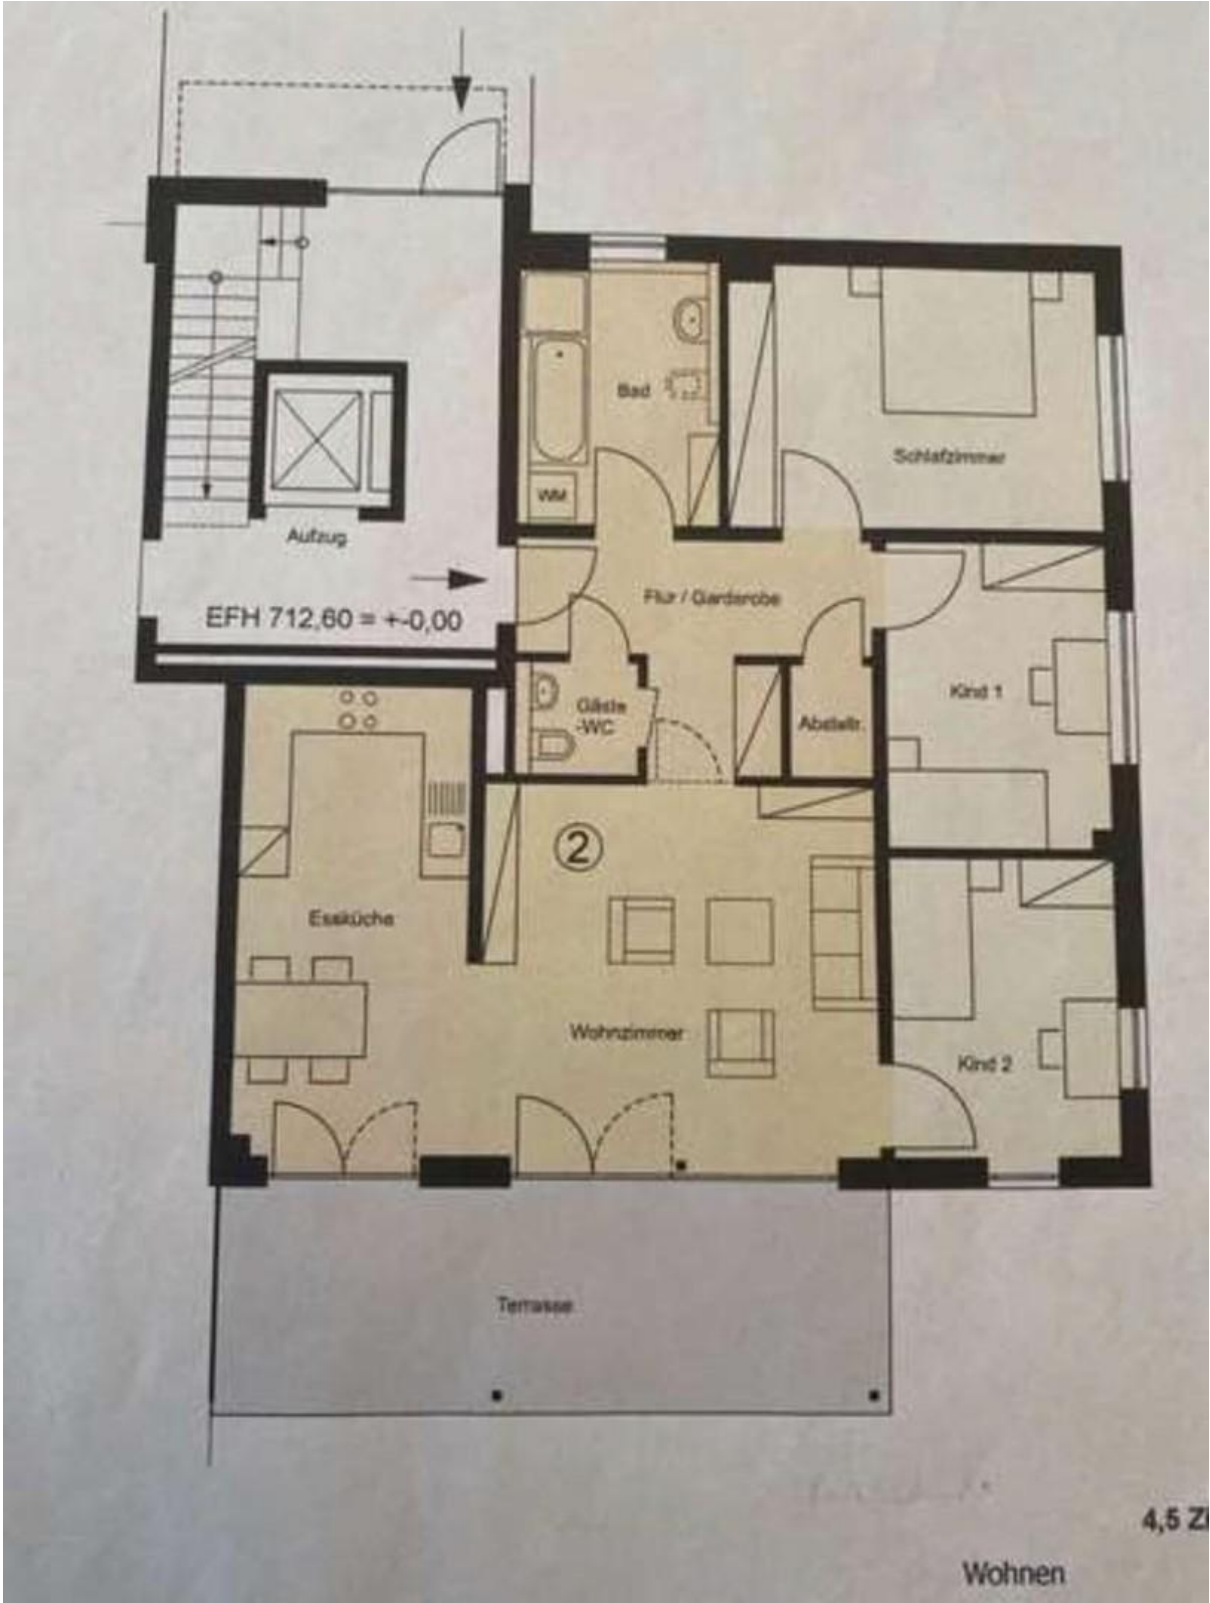 Bad
Schlafzimmer
WM
Aufzug
Flur / Garderobe
EFH 712,60 = +-0,00
Kind 1
Gäste
-WC
Abstellr.
2
Essküche
Wohnzimmer
Kind 2
Terrasse
4,5
Wohnen